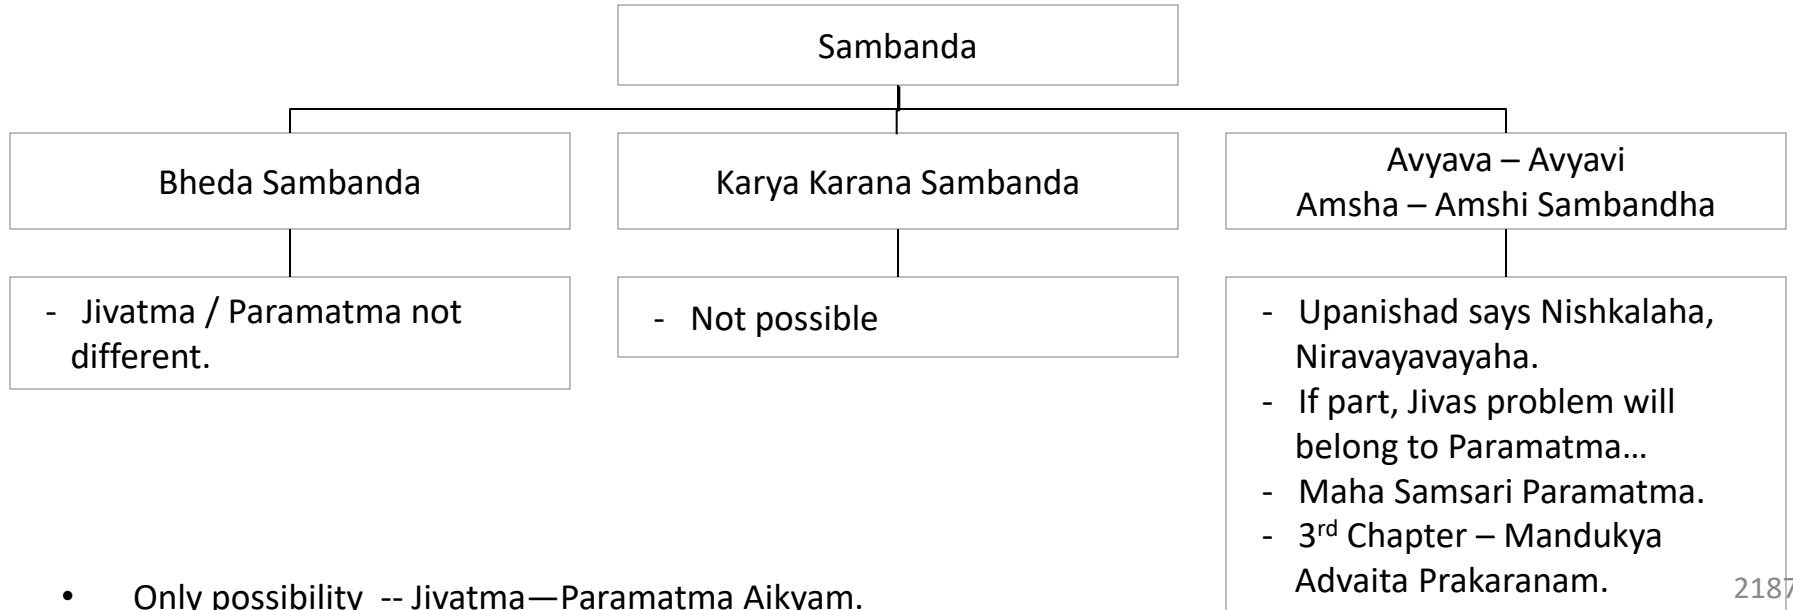 Sambanda
Bheda Sambanda
Karya Karana Sambanda
Avyava – Avyavi
Amsha – Amshi Sambandha
- Jivatma / Paramatma not
different.
- Not possible
- Upanishad says Nishkalaha,
Niravayavayaha.
- If part, Jivas problem will
belong to Paramatma…
- Maha Samsari Paramatma.
- 3rd Chapter – Mandukya
Advaita Prakaranam.
• Only possibility -- Jivatma—Paramatma Aikyam.
2187